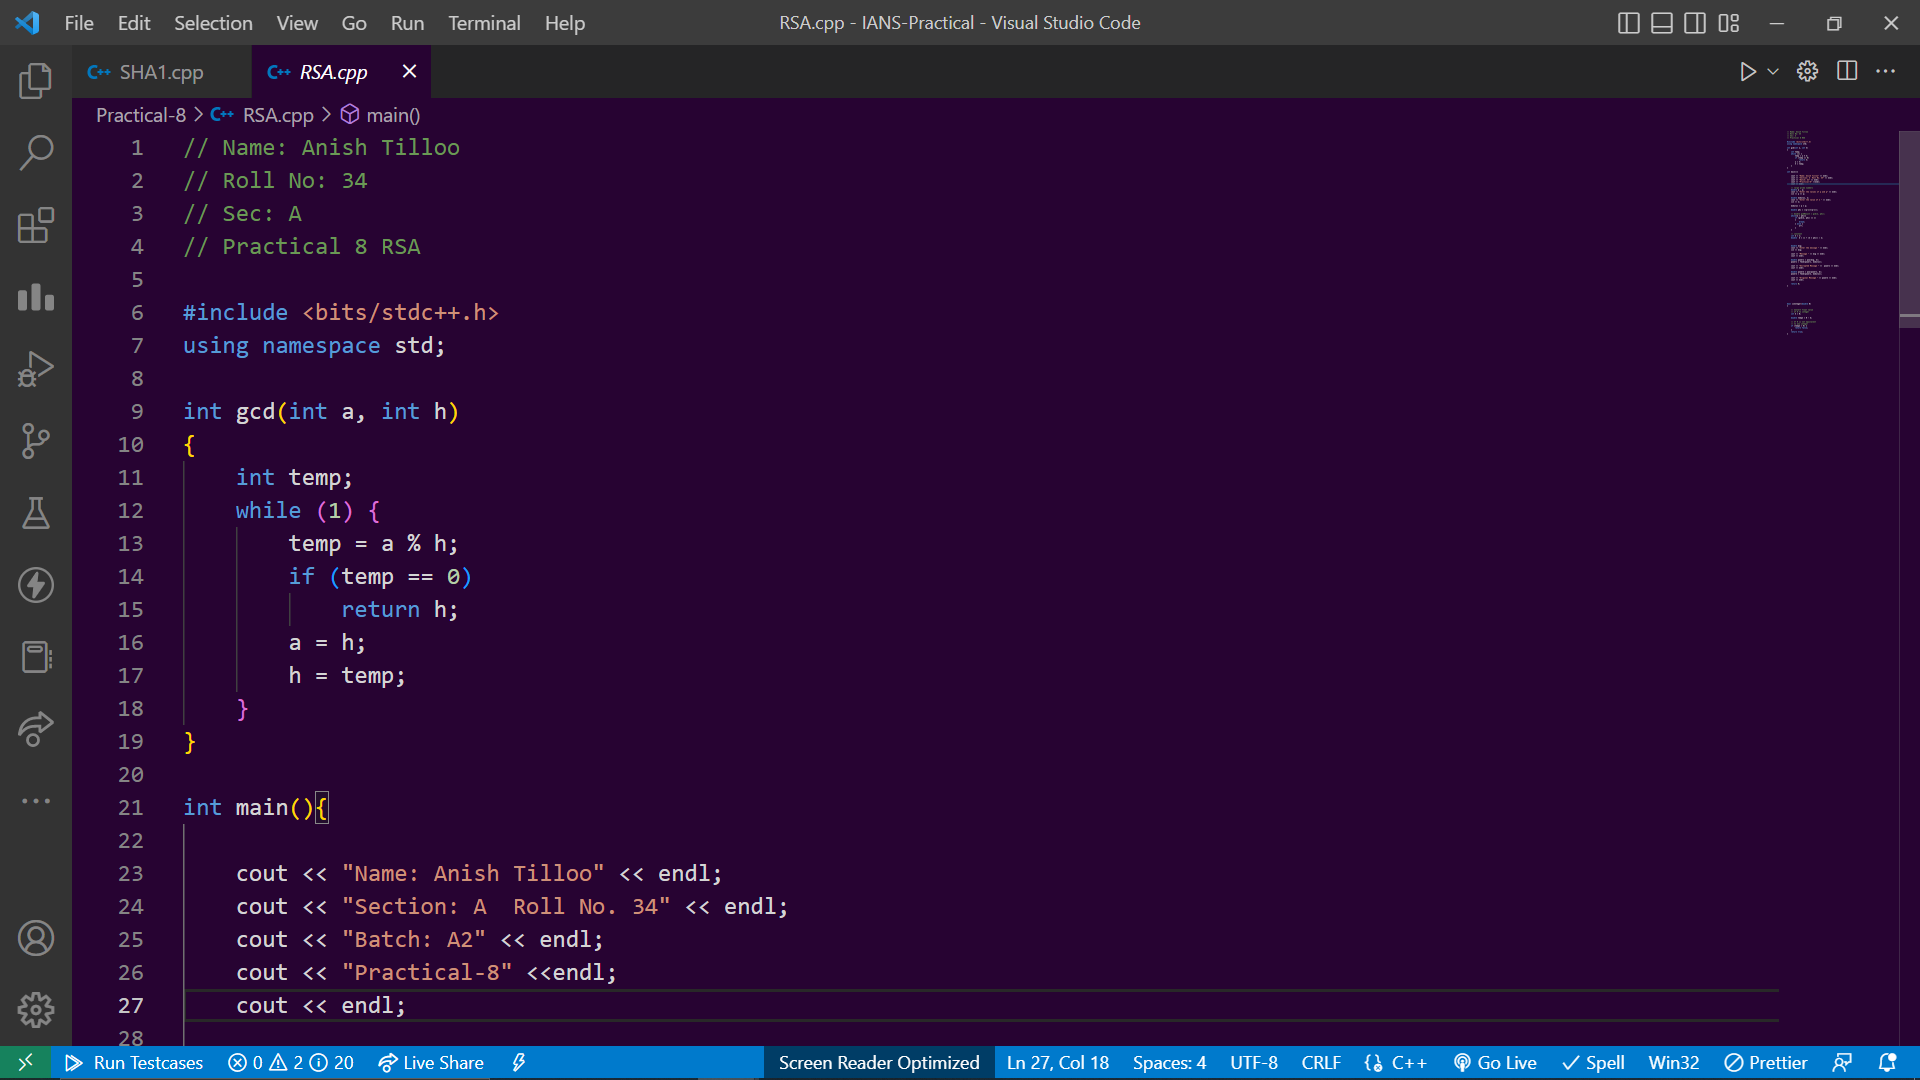 File Edit Selection View Go Run Terminal Help RSA.cpp - IANS-Practical - Visual Studio Code
C++ SHA1.cpp C++ RSA.cpp
Practical-8 > C++ RSA.cpp > main()
1 // Name: Anish Tilloo
2 // Roll No: 34
3 // Sec: A
4 // Practical 8 RSA
5
6 #include <bits/stdc++.h>
7 using namespace std;
8
9 int gcd(int a, int h)
10 {
11     int temp;
12     while (1) {
13         temp = a % h;
14         if (temp == 0)
15             return h;
16         a = h;
17         h = temp;
18     }
19 }
20
21 int main(){
22
23     cout << "Name: Anish Tilloo" << endl;
24     cout << "Section: A  Roll No. 34" << endl;
25     cout << "Batch: A2" << endl;
26     cout << "Practical-8" <<endl;
27     cout << endl;
28
Run Testcases 0 2 20 Live Share Screen Reader Optimized Ln 27, Col 18 Spaces: 4 UTF-8 CRLF C++ Go Live Spell Win32 Prettier